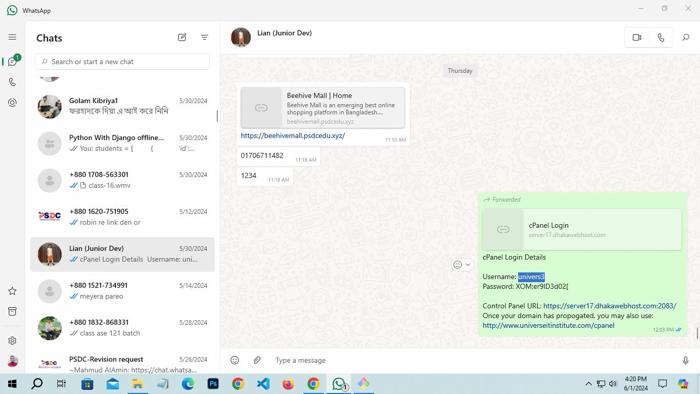 WhatsApp
Chats
Search or start a new chat
Golam Kibriya1
5/30/2024
ফরহাদকে দিয়া এ আই করে নিনি
Python With Django offline...
5/30/2024
You: students = [ { 'id':...
+880 1708-563301
5/30/2024
class-16.wmv
+880 1620-751905
5/12/2024
robin re link den or
Lian (Junior Dev)
5/30/2024
cPanel Login Details Username: uni...
+880 1521-734991
5/14/2024
meyera pareo
+880 1832-868331
5/28/2024
class ase 121 batch
PSDC-Revision request
5/26/2024
~Mahmud AlAmin: https://chat.whatsa...
Lian (Junior Dev)
Thursday
Beehive Mall | Home
Beehive Mall is an emerging best online
shopping platform in Bangladesh....
beehivemall.psdcedu.xyz
https://beehivemall.psdcedu.xyz/
11:10 AM
01706711482
11:18 AM
1234
11:18 AM
Forwarded
cPanel Login
server17.dhakawebhost.com
cPanel Login Details
Username: univers3
Password: XOM;er9ID3d02[
Control Panel URL: https://server17.dhakawebhost.com:2083/
Once your domain has propogated, you may also use:
http://www.universeitinstitute.com/cpanel
12:03 PM
Type a message
4:20 PM
6/1/2024